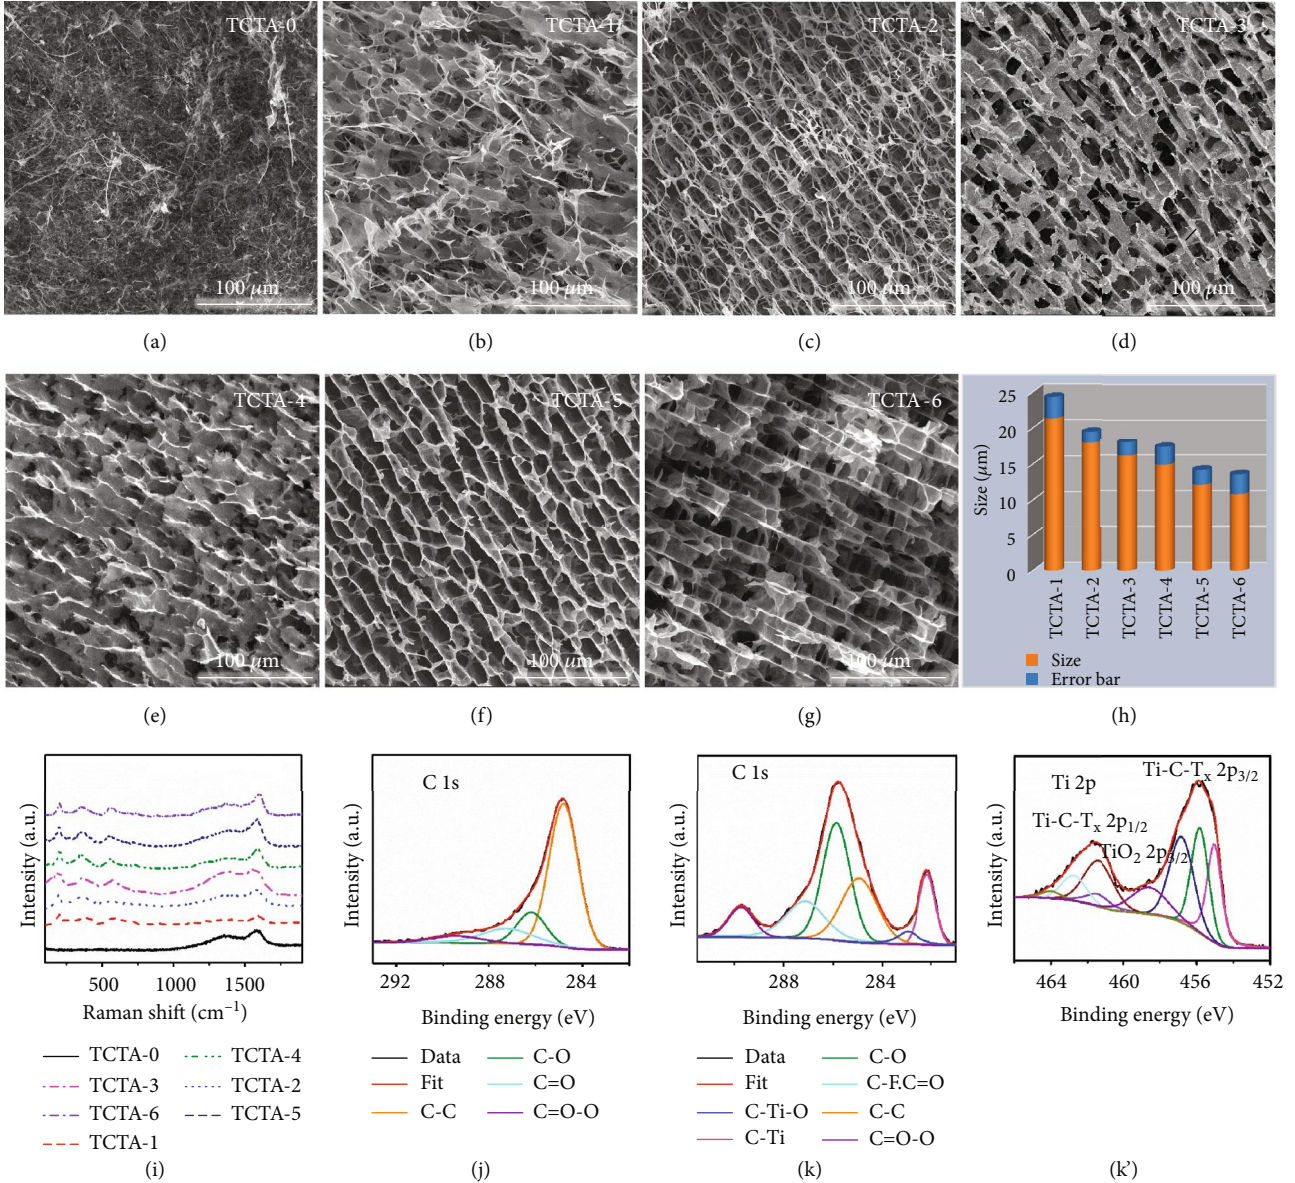 TCTA-0
TCTA-1
TCTA-2
TCTA-3
100 μm
100 μm
100 μm
100 μm
(a)
(b)
(c)
(d)
TCTA-4
TCTA-5
TCTA-6
100 μm
100 μm
100 μm
Size (μm)
25
20
15
10
5
0
TCTA-1
TCTA-2
TCTA-3
TCTA-4
TCTA-5
TCTA-6
Size
Error bar
(e)
(f)
(g)
(h)
Intensity (a.u.)
500
1000
1500
Raman shift (cm⁻¹)
TCTA-0
TCTA-4
TCTA-3
TCTA-2
TCTA-6
TCTA-5
TCTA-1
(i)
C 1s
Intensity (a.u.)
292
288
284
Binding energy (eV)
Data
C-O
Fit
C=O
C-C
C=O-O
(j)
C 1s
Intensity (a.u.)
288
284
Binding energy (eV)
Data
C-O
Fit
C-F.C=O
C-Ti-O
C-C
C-Ti
C=O-O
(k)
Ti 2p
Ti-C-Tₓ 2p₃/₂
Ti-C-Tₓ 2p₁/₂
TiO₂ 2p₃/₂
Intensity (a.u.)
464
460
456
452
Binding energy (eV)
(k′)